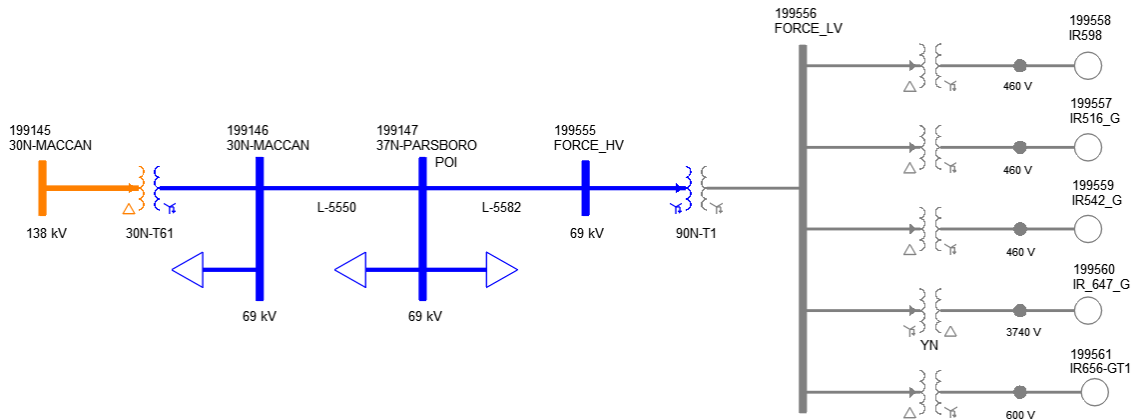 199145
30N-MACCAN
138 kV
30N-T61
199146
30N-MACCAN
69 kV
L-5550
199147
37N-PARSBORO
POI
69 kV
L-5582
199555
FORCE_HV
69 kV
90N-T1
199556
FORCE_LV
199558
IR598
460 V
199557
IR516_G
460 V
199559
IR542_G
460 V
199560
IR_647_G
3740 V
YN
199561
IR656-GT1
600 V